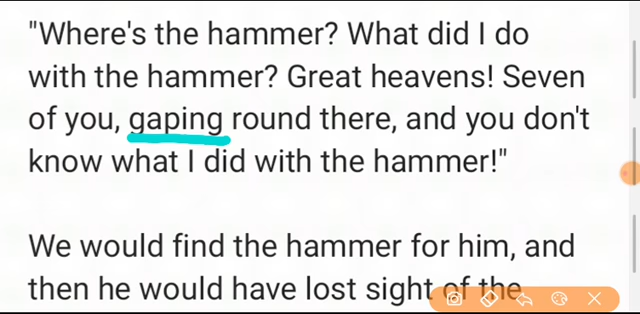 "Where's the hammer? What did I do
with the hammer? Great heavens! Seven
of you, gaping round there, and you don't
know what I did with the hammer!"
We would find the hammer for him, and
then he would have lost sight of the